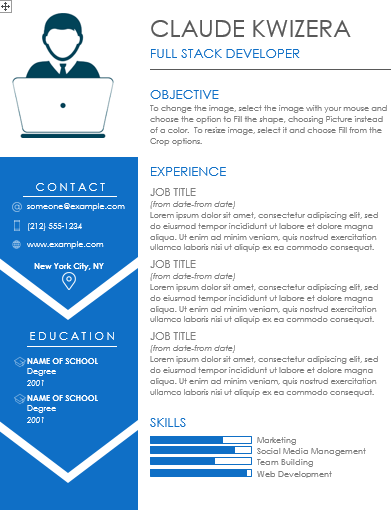 CLAUDE KWIZERA
FULL STACK DEVELOPER
OBJECTIVE
To change the image, select the image with your mouse and
choose the option to Fill the shape, choosing Picture instead
of a color. To resize image, select it and choose Fill from the
Crop options.
CONTACT
someone@example.com
(212) 555-1234
www.example.com
New York City, NY
EDUCATION
NAME OF SCHOOL
Degree
2001
NAME OF SCHOOL
Degree
2001
EXPERIENCE
JOB TITLE
(from date-from date)
Lorem ipsum dolor sit amet, consectetur adipiscing elit, sed
do eiusmod tempor incididunt ut labore et dolore magna
aliqua. Ut enim ad minim veniam, quis nostrud exercitation
ullamco laboris nisi ut aliquip ex ea commodo consequat.
JOB TITLE
(from date-from date)
Lorem ipsum dolor sit amet, consectetur adipiscing elit, sed
do eiusmod tempor incididunt ut labore et dolore magna
aliqua. Ut enim ad minim veniam, quis nostrud exercitation
ullamco laboris nisi ut aliquip ex ea commodo consequat.
JOB TITLE
(from date-from date)
Lorem ipsum dolor sit amet, consectetur adipiscing elit, sed
do eiusmod tempor incididunt ut labore et dolore magna
aliqua. Ut enim ad minim veniam, quis nostrud exercitation
ullamco laboris nisi ut aliquip ex ea commodo consequat.
SKILLS
Marketing
Social Media Management
Team Building
Web Development